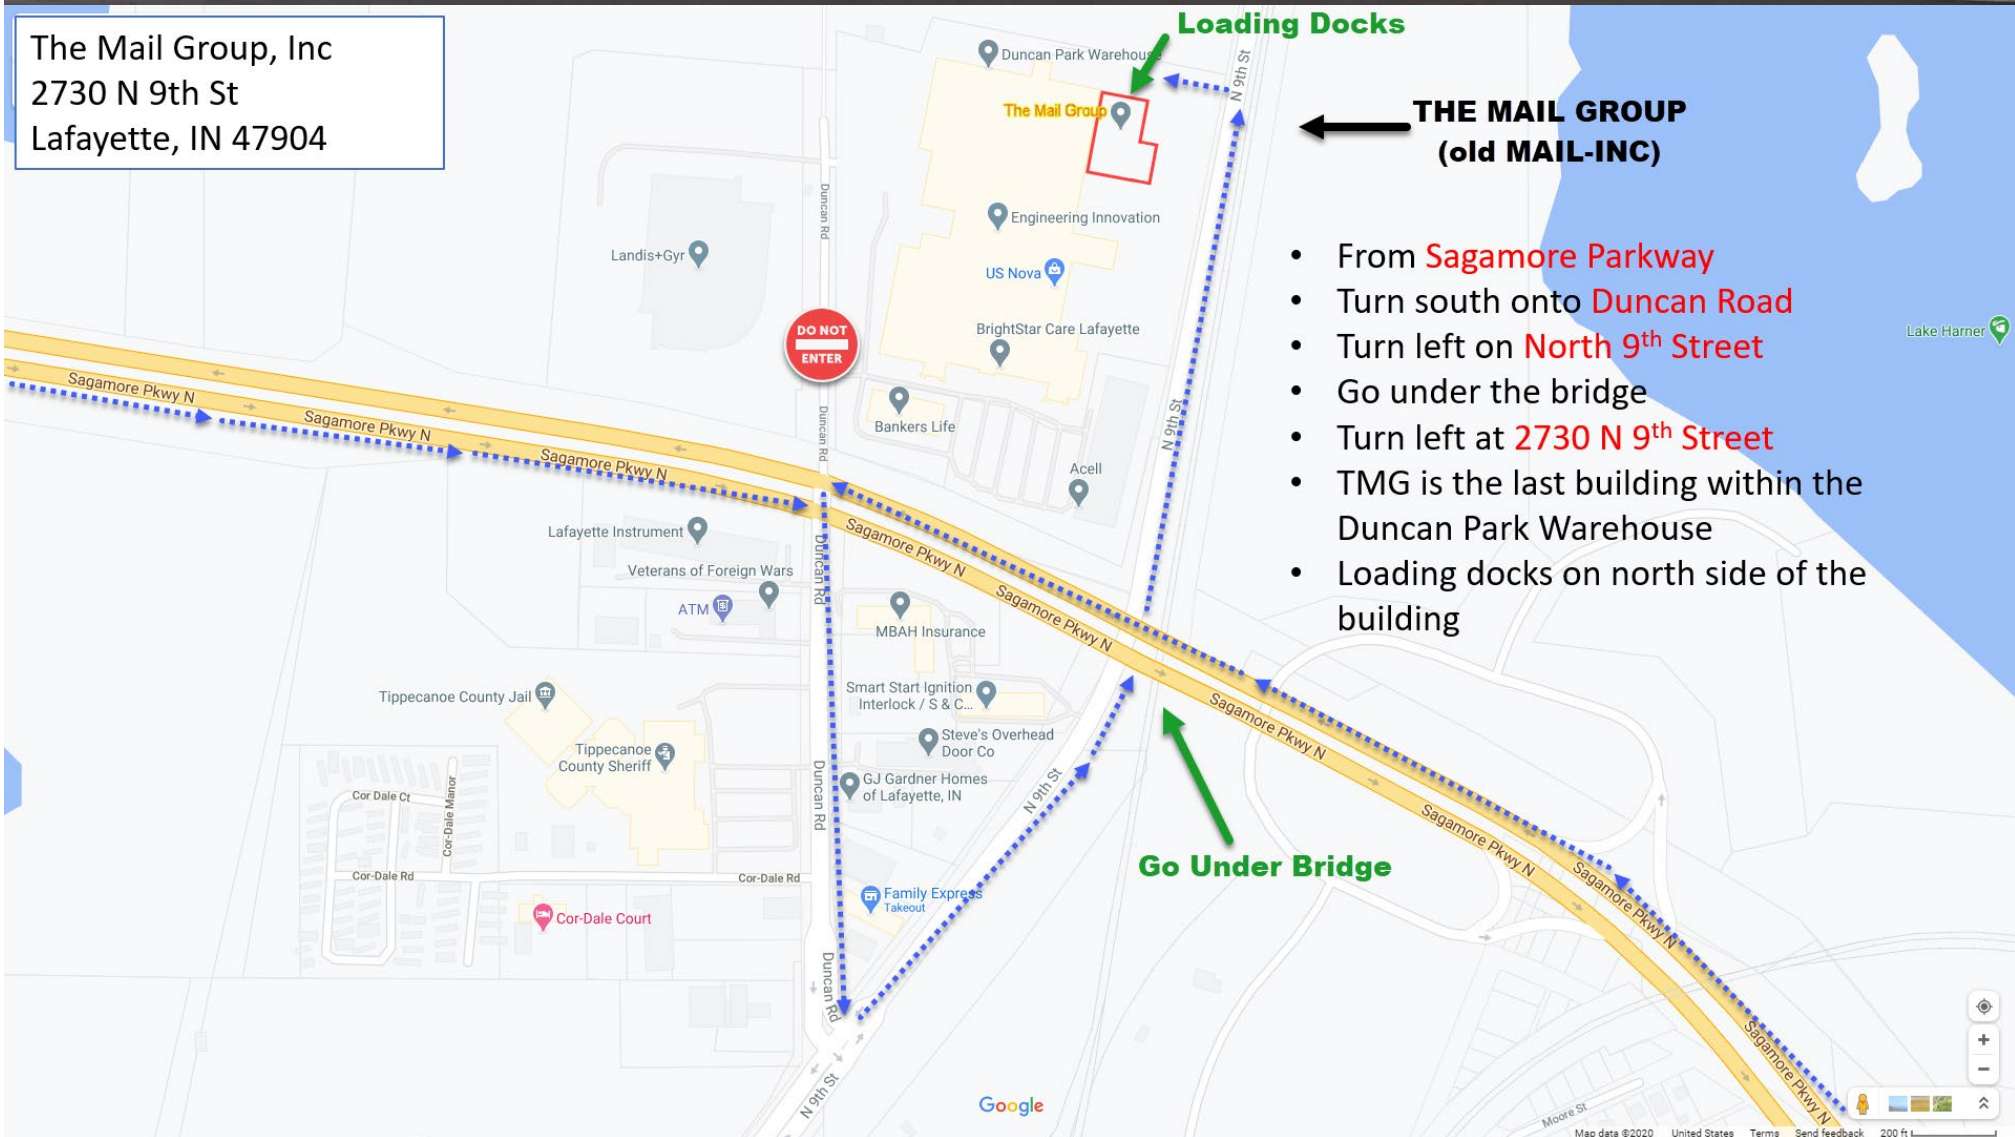 The Mail Group, Inc
2730 N 9th St
Lafayette, IN 47904
Loading Docks
Duncan Park Warehous
The Mail Group
N 9th St
THE MAIL GROUP
(old MAIL-INC)
Duncan Rd
Engineering Innovation
Landis+Gyr
US Nova
BrightStar Care Lafayette
DO NOT
ENTER
• From Sagamore Parkway
• Turn south onto Duncan Road
• Turn left on North 9th Street
• Go under the bridge
• Turn left at 2730 N 9th Street
• TMG is the last building within the
Duncan Park Warehouse
• Loading docks on north side of the
building
Lake Harner
Sagamore Pkwy N
Sagamore Pkwy N
Sagamore Pkwy N
Duncan Rd
Bankers Life
N 9th St
Acell
Lafayette Instrument
Sagamore Pkwy N
Duncan Rd
Veterans of Foreign Wars
ATM
MBAH Insurance
Sagamore Pkwy N
Tippecanoe County Jail
Smart Start Ignition
Interlock / S & C...
Sagamore Pkwy N
Tippecanoe
County Sheriff
Steve's Overhead
Door Co
GJ Gardner Homes
of Lafayette, IN
Duncan Rd
N 9th St
Cor Dale Ct
Cor-Dale Manor
Sagamore Pkwy N
Go Under Bridge
Cor-Dale Rd
Cor-Dale Rd
Family Express
Takeout
Sagamore Pkwy N
Cor-Dale Court
Duncan Rd
Sagamore Pkwy N
N 9th St
Google
Moore St
Map data ©2020 United States Terms Send feedback 200 ft